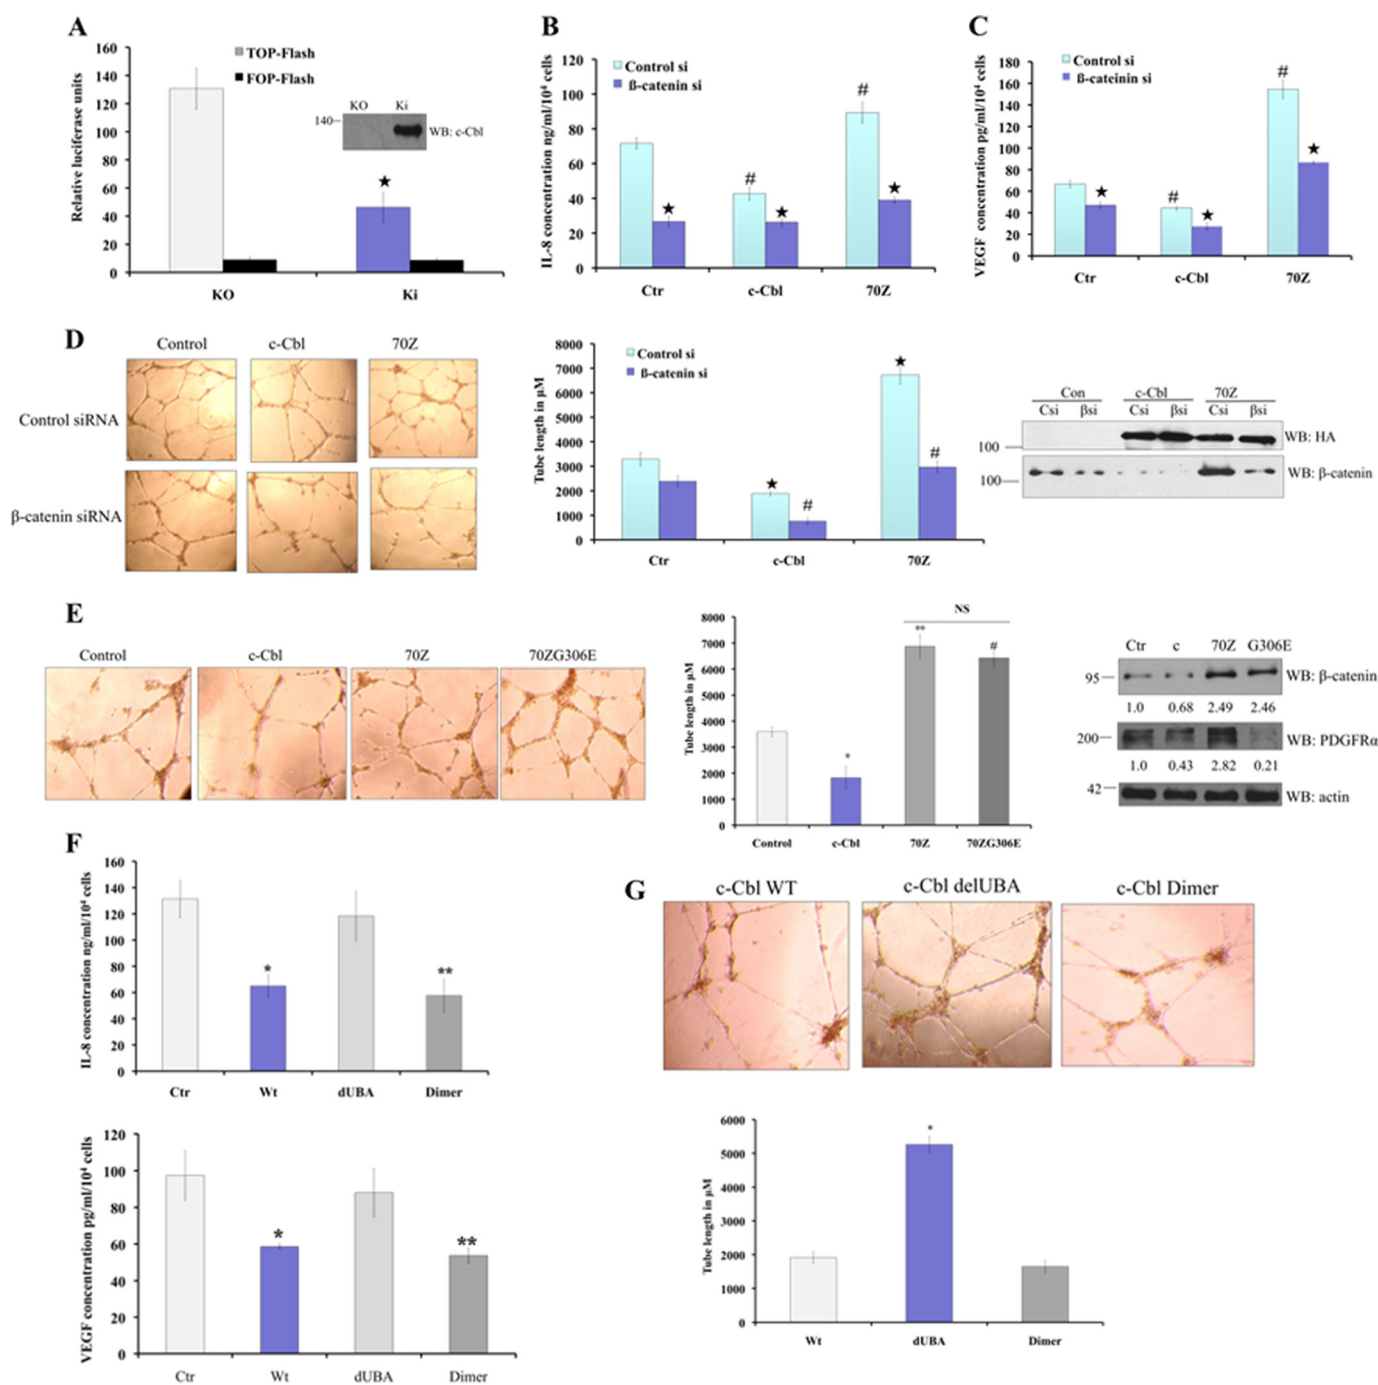 A
Relative luciferase units
160
140
120
100
80
60
40
20
0
TOP-Flash
FOP-Flash
KO Ki
140
WB: c-Cbl
★
KO Ki
B
IL-8 concentration ng/ml/10⁴ cells
120
100
80
60
40
20
0
Control si
ß-catenin si
# ★ # ★ # ★
Ctr c-Cbl 70Z
C
VEGF concentration pg/ml/10⁴ cells
180
160
140
120
100
80
60
40
20
0
Control si
ß-cateinin si
★ # ★ # ★
Ctr c-Cbl 70Z
D
Control c-Cbl 70Z
Control siRNA
β-catenin siRNA
Tube length in µM
8000
7000
6000
5000
4000
3000
2000
1000
0
Control si
ß-catenin si
★ # ★ #
Ctr c-Cbl 70Z
Con c-Cbl 70Z
Csi βsi Csi βsi Csi βsi
100
WB: HA
100
WB: β-catenin
E
Control c-Cbl 70Z 70ZG306E
Tube length in µM
8000
7000
6000
5000
4000
3000
2000
1000
0
NS
* ** #
Control c-Cbl 70Z 70ZG306E
Ctr c 70Z G306E
95
WB: β-catenin
1.0 0.68 2.49 2.46
200
WB: PDGFRα
1.0 0.43 2.82 0.21
42
WB: actin
F
IL-8 concentration ng/ml/10⁴ cells
160
140
120
100
80
60
40
20
0
* **
Ctr Wt dUBA Dimer
VEGF concentration pg/ml/10⁴ cells
120
100
80
60
40
20
0
* **
Ctr Wt dUBA Dimer
G
c-Cbl WT c-Cbl delUBA c-Cbl Dimer
Tube length in µM
6000
5000
4000
3000
2000
1000
0
*
Wt dUBA Dimer